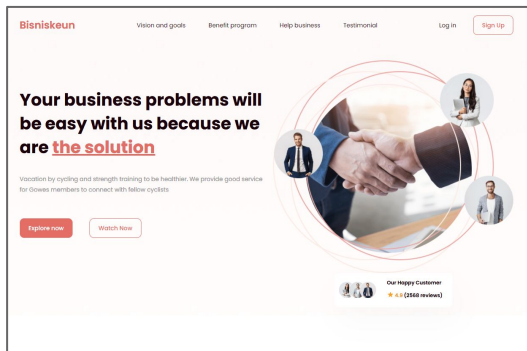 Bisniskeun
Vision and goals
Benefit program
Help business
Testimonial
Log in
Sign Up
Your business problems will
be easy with us because we
are the solution
Vacation by cycling and strength training to be healthier. We provide good service
for Gowes members to connect with fellow cyclists
Explore now
Watch Now
Our Happy Customer
4.9 (2568 reviews)